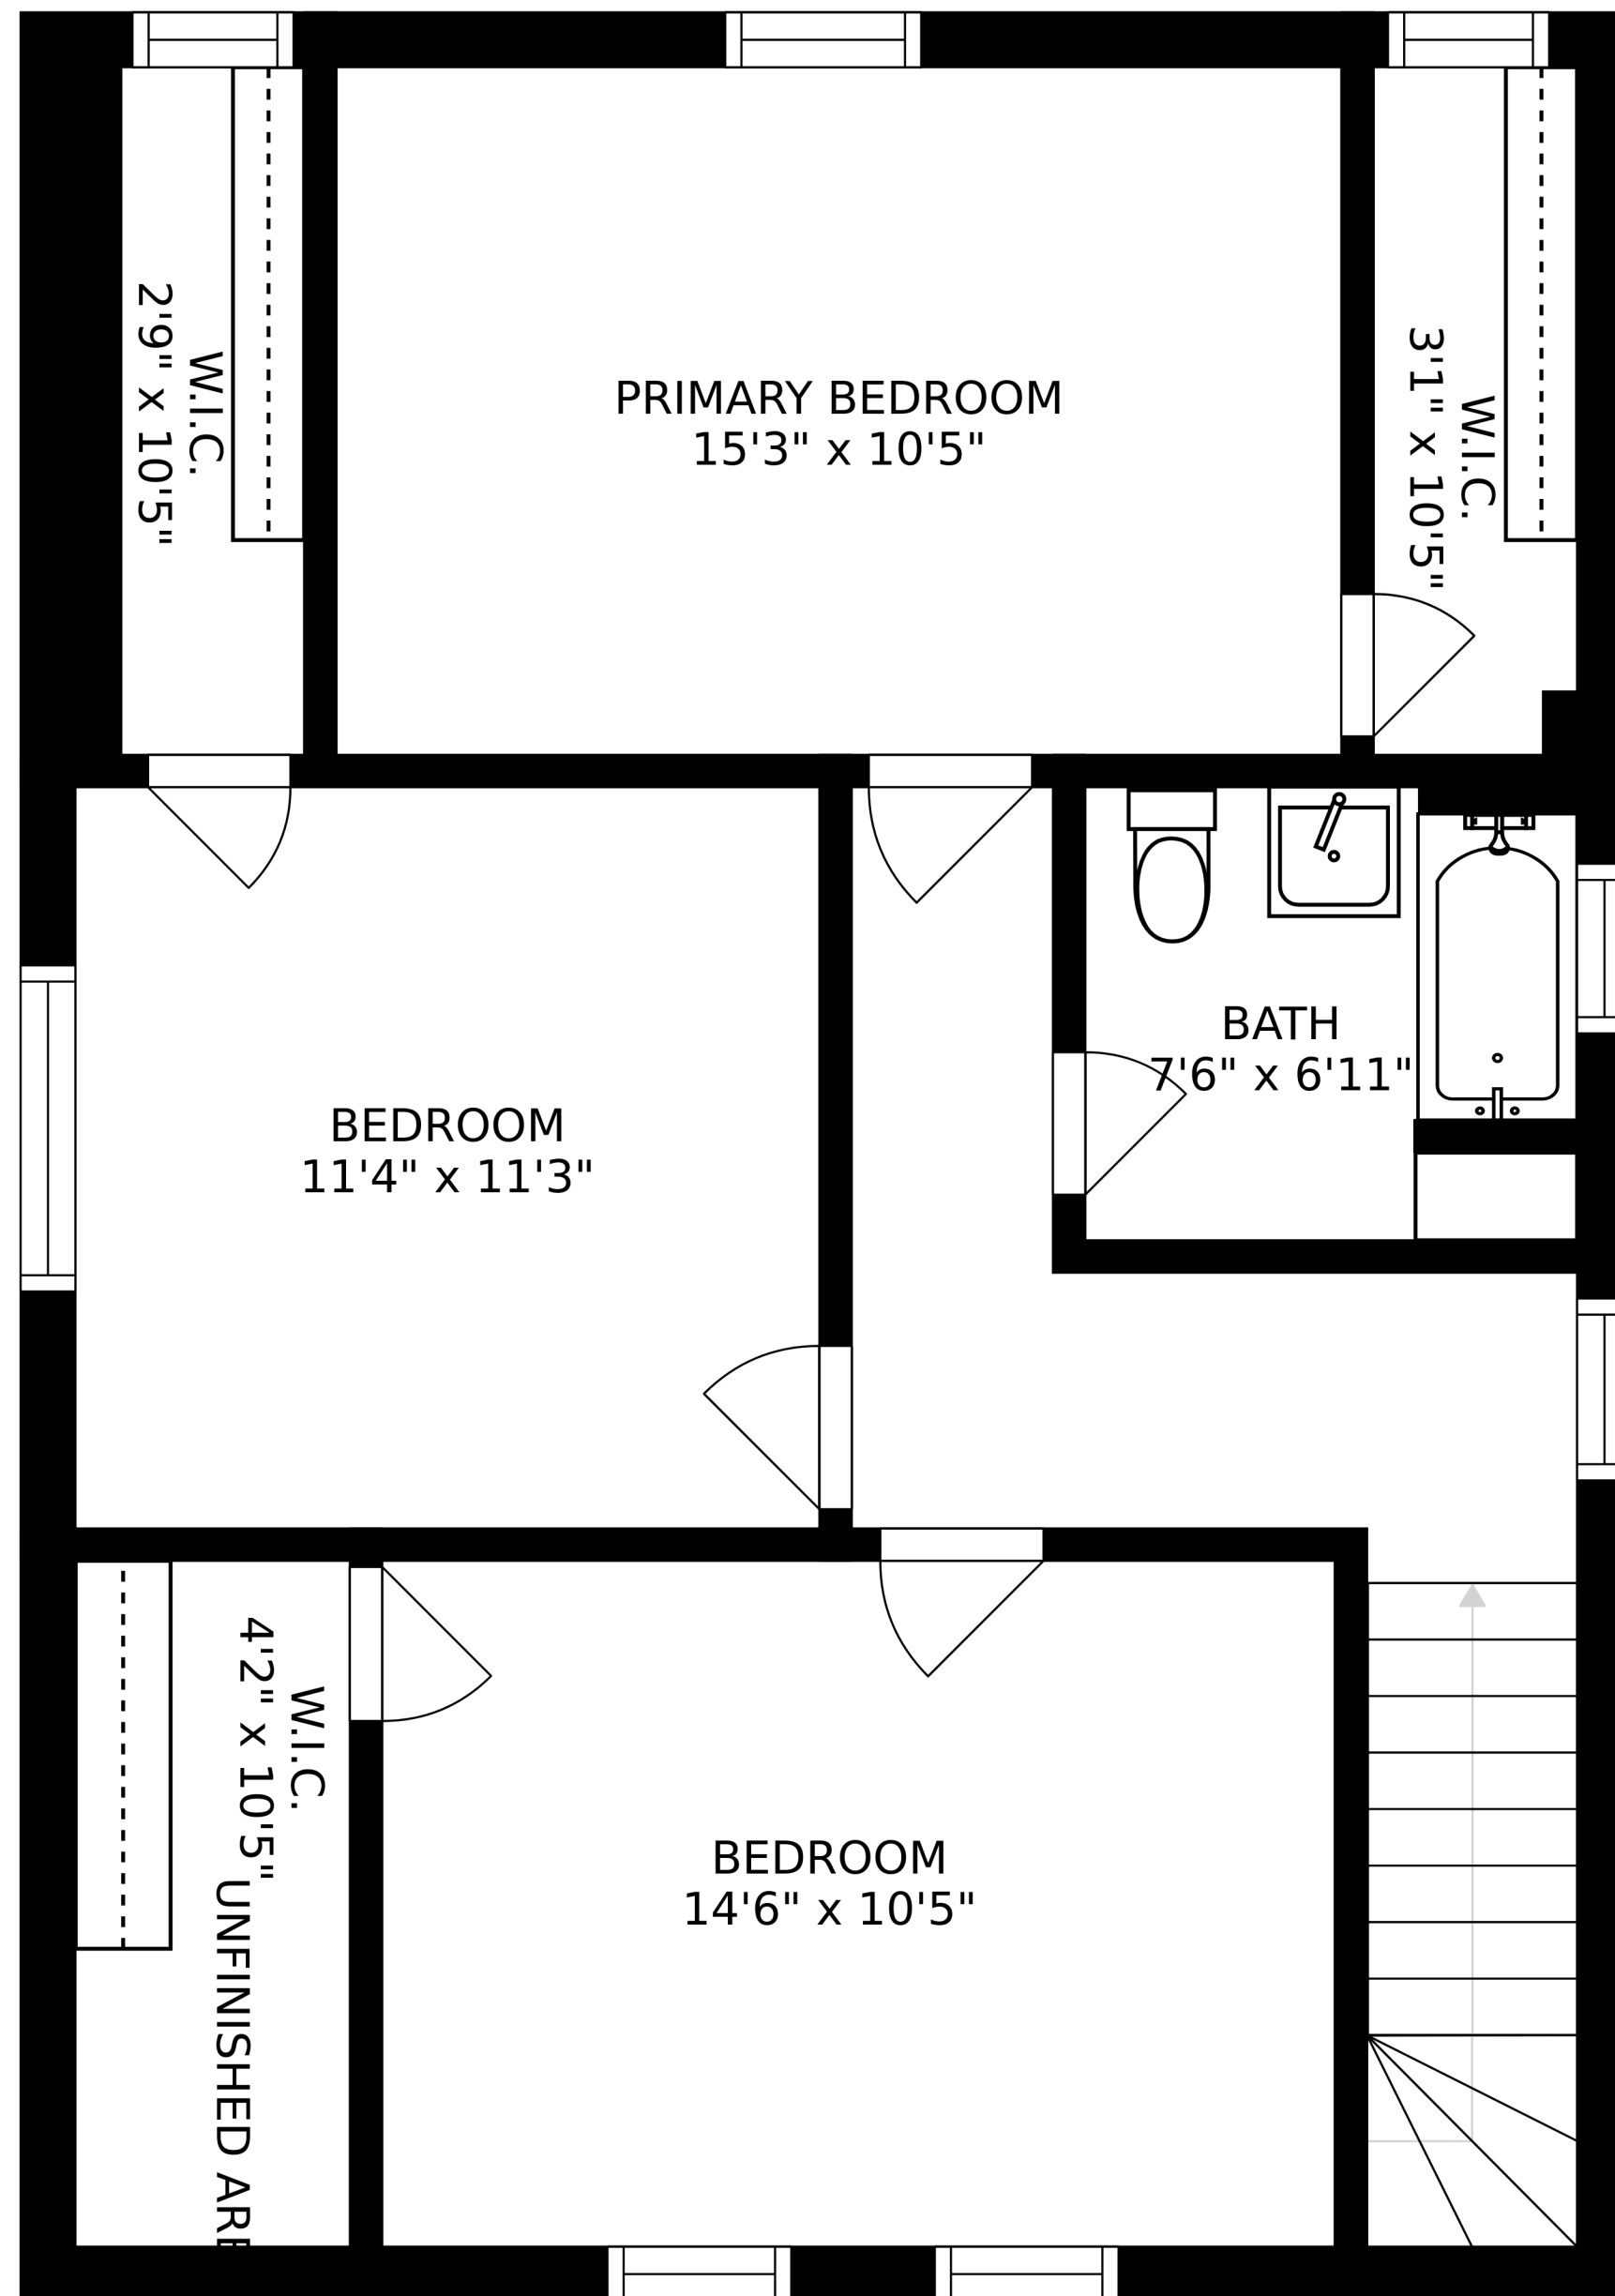 W.I.C.
2'9" x 10'5"
PRIMARY BEDROOM
15'3" x 10'5"
W.I.C.
3'1" x 10'5"
BATH
7'6" x 6'11"
BEDROOM
11'4" x 11'3"
W.I.C.
4'2" x 10'5"
UNFINISHED
BEDROOM
14'6" x 10'5"